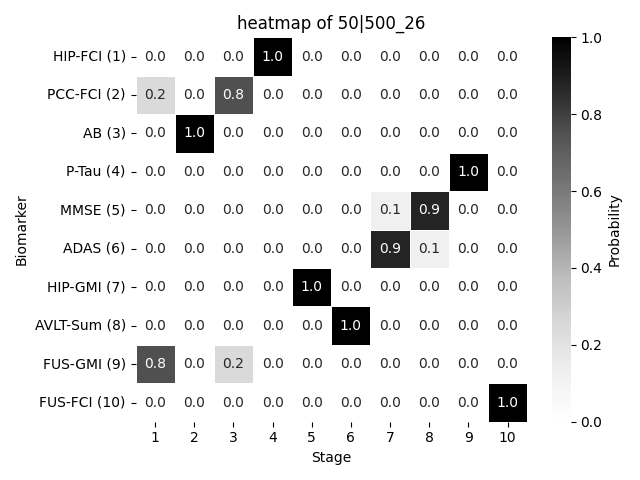 heatmap of 50|500_26
HIP-FCI (1) 0.0 0.0 0.0 1.0 0.0 0.0 0.0 0.0 0.0 0.0
PCC-FCI (2) 0.2 0.0 0.8 0.0 0.0 0.0 0.0 0.0 0.0 0.0
AB (3) 0.0 1.0 0.0 0.0 0.0 0.0 0.0 0.0 0.0 0.0
P-Tau (4) 0.0 0.0 0.0 0.0 0.0 0.0 0.0 0.0 1.0 0.0
MMSE (5) 0.0 0.0 0.0 0.0 0.0 0.0 0.1 0.9 0.0 0.0
ADAS (6) 0.0 0.0 0.0 0.0 0.0 0.0 0.9 0.1 0.0 0.0
HIP-GMI (7) 0.0 0.0 0.0 0.0 1.0 0.0 0.0 0.0 0.0 0.0
AVLT-Sum (8) 0.0 0.0 0.0 0.0 0.0 1.0 0.0 0.0 0.0 0.0
FUS-GMI (9) 0.8 0.0 0.2 0.0 0.0 0.0 0.0 0.0 0.0 0.0
FUS-FCI (10) 0.0 0.0 0.0 0.0 0.0 0.0 0.0 0.0 0.0 1.0
1 2 3 4 5 6 7 8 9 10
Stage
Biomarker
1.0
0.8
0.6
0.4
0.2
0.0
Probability